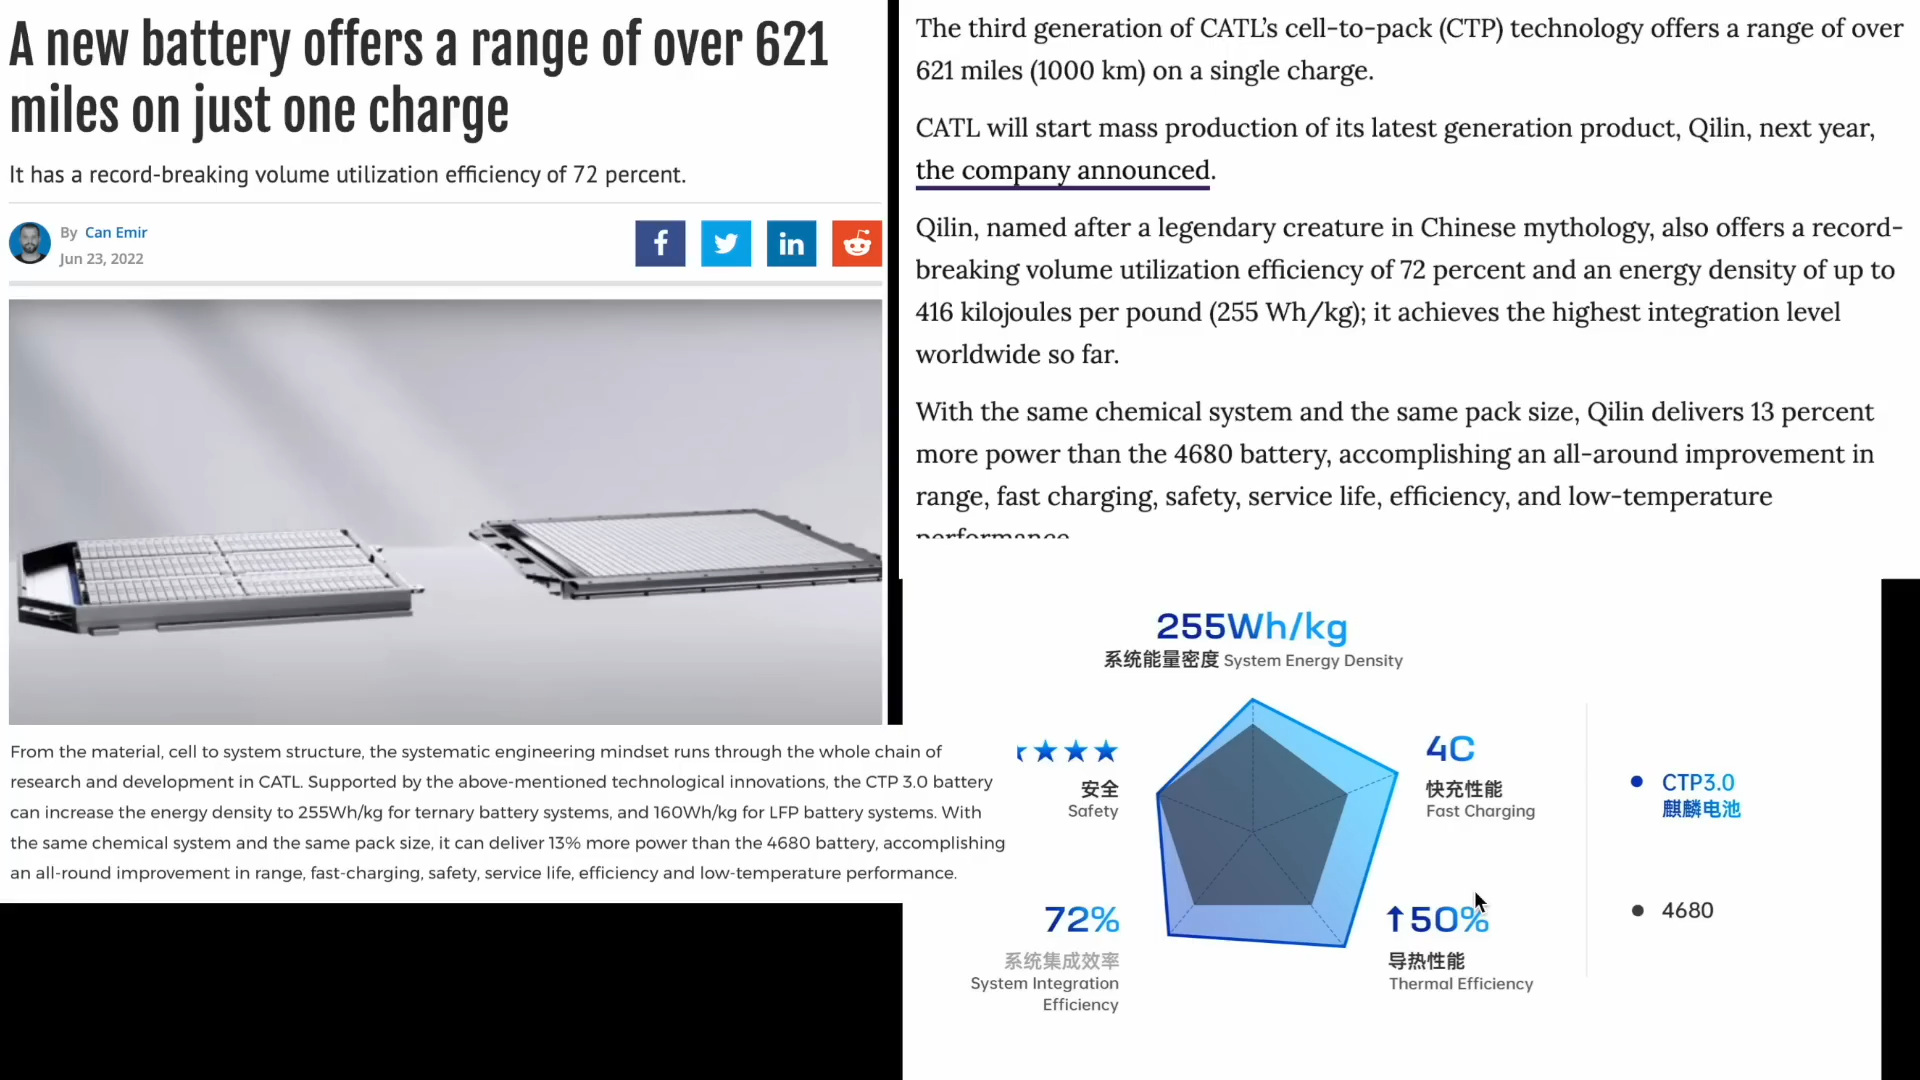 A new battery offers a range of over 621
miles on just one charge
It has a record-breaking volume utilization efficiency of 72 percent.
By Can Emir
Jun 23, 2022
From the material, cell to system structure, the systematic engineering mindset runs through the whole chain of
research and development in CATL. Supported by the above-mentioned technological innovations, the CTP 3.0 battery
can increase the energy density to 255Wh/kg for ternary battery systems, and 160Wh/kg for LFP battery systems. With
the same chemical system and the same pack size, it can deliver 13% more power than the 4680 battery, accomplishing
an all-round improvement in range, fast-charging, safety, service life, efficiency and low-temperature performance.
The third generation of CATL’s cell-to-pack (CTP) technology offers a range of over
621 miles (1000 km) on a single charge.
CATL will start mass production of its latest generation product, Qilin, next year,
the company announced.
Qilin, named after a legendary creature in Chinese mythology, also offers a record-
breaking volume utilization efficiency of 72 percent and an energy density of up to
416 kilojoules per pound (255 Wh/kg); it achieves the highest integration level
worldwide so far.
With the same chemical system and the same pack size, Qilin delivers 13 percent
more power than the 4680 battery, accomplishing an all-around improvement in
range, fast charging, safety, service life, efficiency, and low-temperature
performance
255Wh/kg
系统能量密度 System Energy Density
安全
Safety
4C
快充性能
Fast Charging
72%
系统集成效率
System Integration
Efficiency
↑50%
导热性能
Thermal Efficiency
CTP3.0
麒麟电池
4680